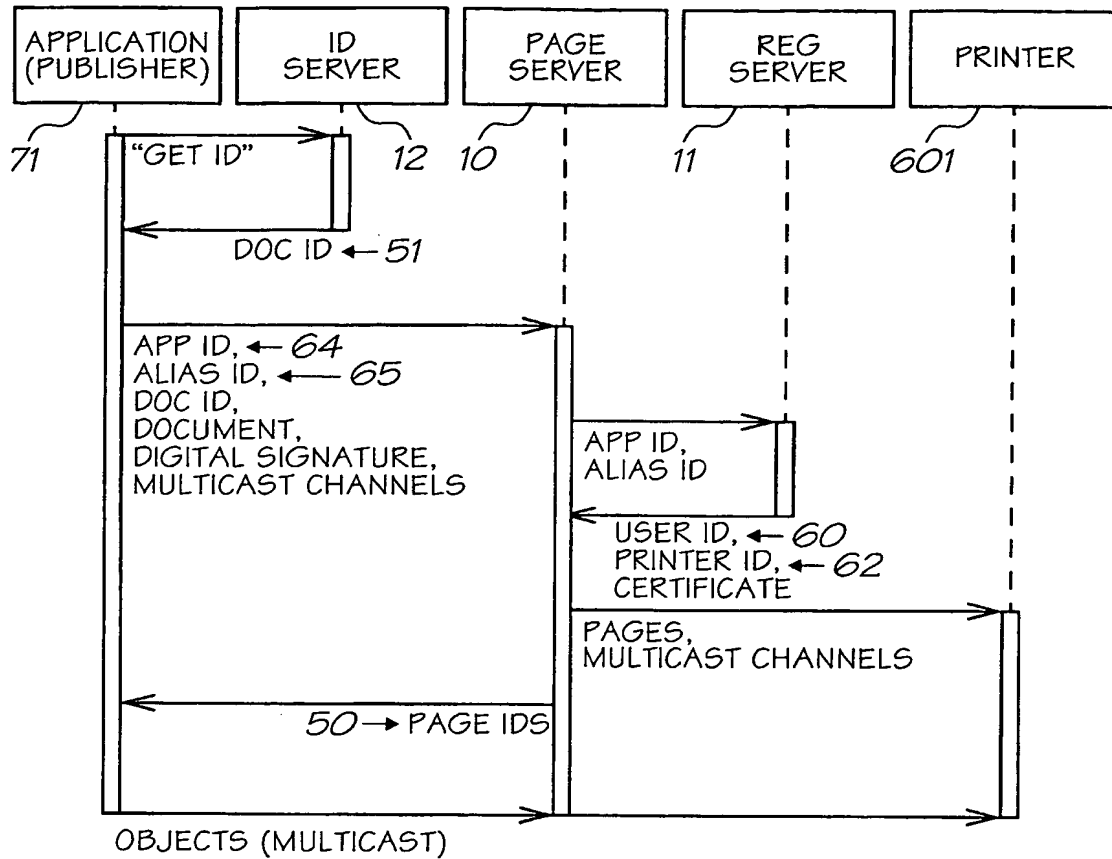 APPLICATION
(PUBLISHER)
ID
SERVER
PAGE
SERVER
REG
SERVER
PRINTER
71
12
10
11
601
"GET ID"
DOC ID ← 51
APP ID, ← 64
ALIAS ID, ← 65
DOC ID,
DOCUMENT,
DIGITAL SIGNATURE,
MULTICAST CHANNELS
APP ID,
ALIAS ID
USER ID, ← 60
PRINTER ID, ← 62
CERTIFICATE
PAGES,
MULTICAST CHANNELS
50 → PAGE IDS
OBJECTS (MULTICAST)